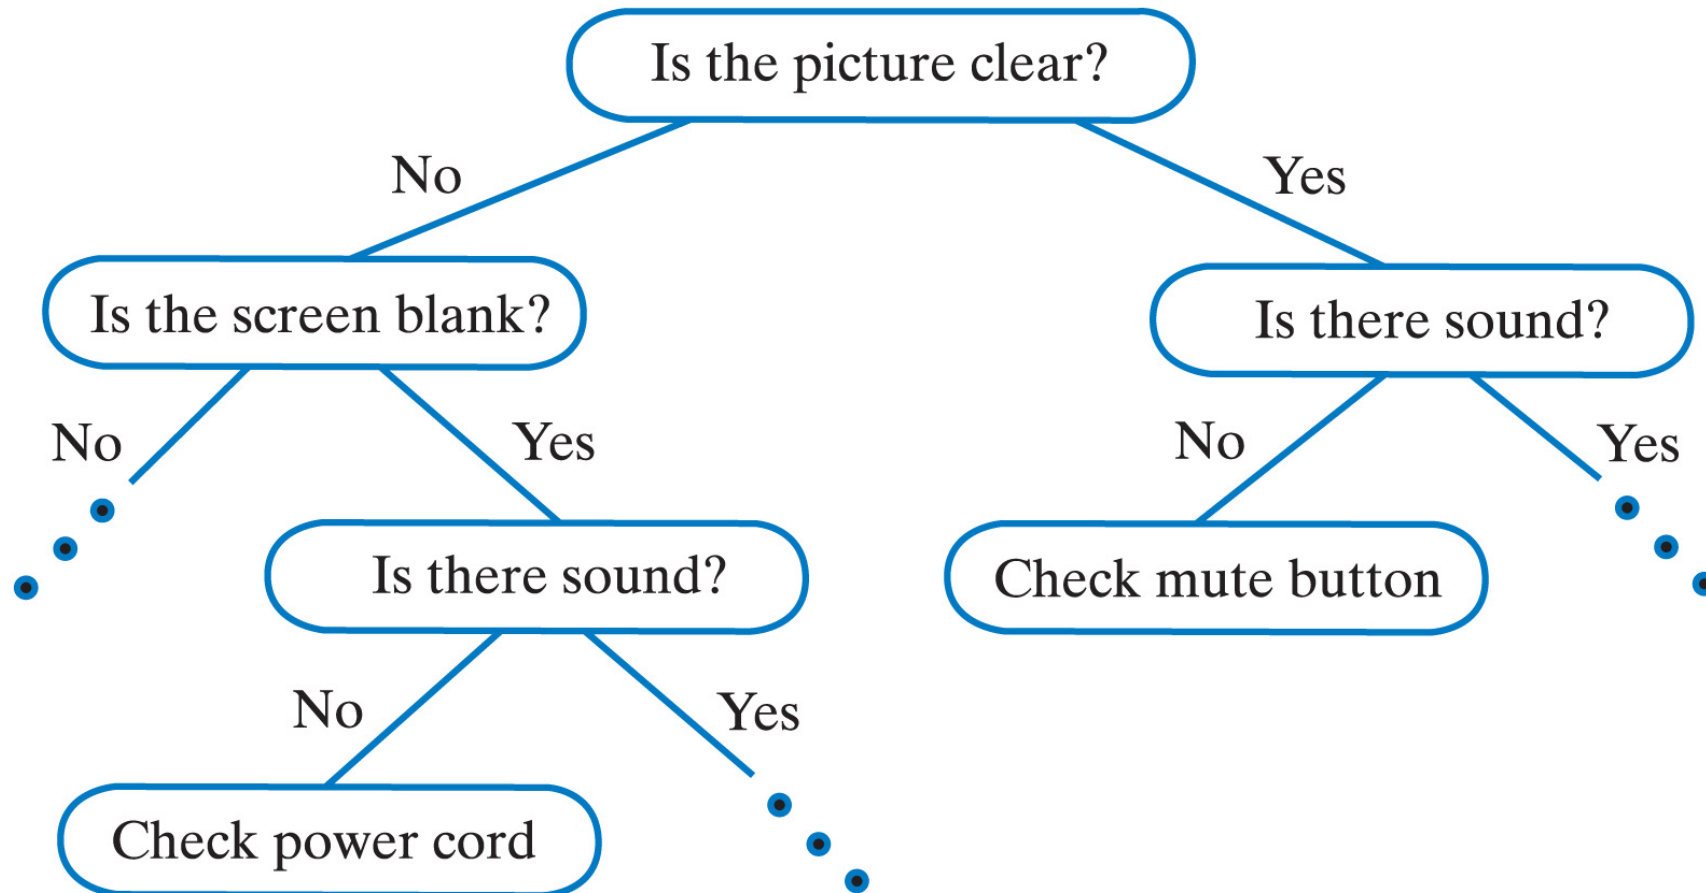 Is the picture clear?
No
Yes
Is the screen blank?
Is there sound?
No
Yes
No
Yes
Is there sound?
Check mute button
No
Yes
Check power cord